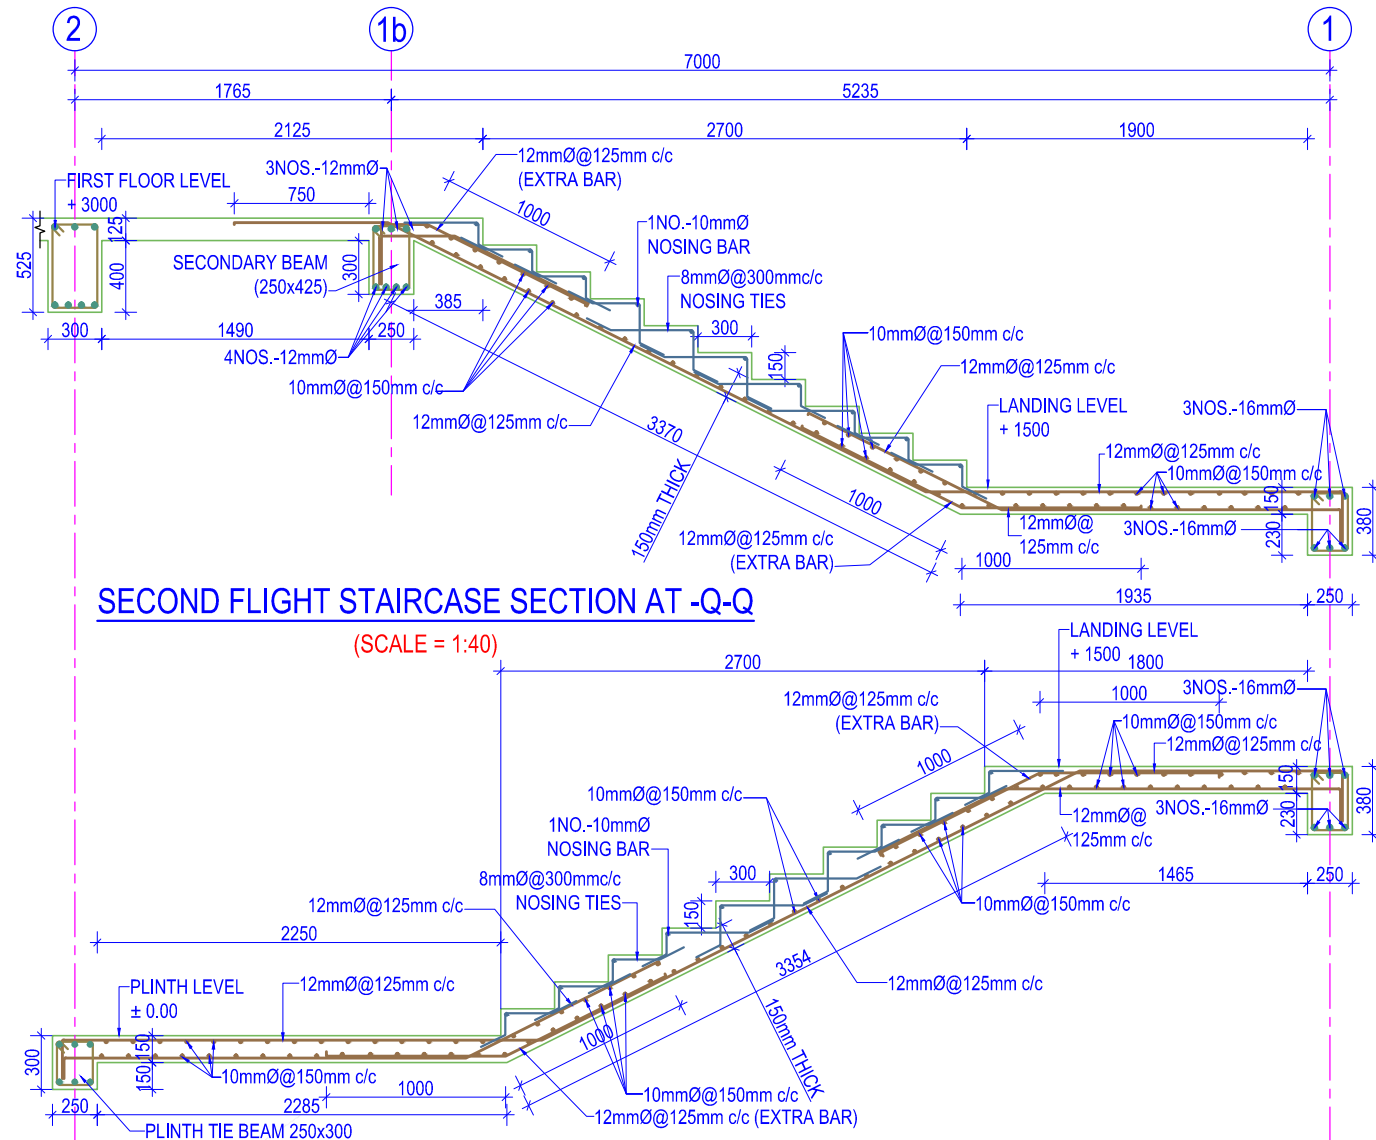 2
1b
1
7000
1765
5235
2125
2700
1900
3NOS.-12mmØ
12mmØ@125mm c/c
(EXTRA BAR)
FIRST FLOOR LEVEL
+ 3000
750
1000
1NO.-10mmØ
NOSING BAR
8mmØ@300mmc/c
NOSING TIES
525
125
400
SECONDARY BEAM
(250x425)
300
385
300
150
10mmØ@150mm c/c
12mmØ@125mm c/c
300
1490
250
4NOS.-12mmØ
10mmØ@150mm c/c
12mmØ@125mm c/c
3370
150mm THICK
LANDING LEVEL
+ 1500
3NOS.-16mmØ
12mmØ@125mm c/c
10mmØ@150mm c/c
1000
12mmØ@125mm c/c
(EXTRA BAR)
12mmØ@
125mm c/c
3NOS.-16mmØ
150
230
380
1000
1935
250
SECOND FLIGHT STAIRCASE SECTION AT -Q-Q
(SCALE = 1:40)
2700
LANDING LEVEL
+ 1500
1800
12mmØ@125mm c/c
(EXTRA BAR)
1000
3NOS.-16mmØ
10mmØ@150mm c/c
12mmØ@125mm c/c
1000
150
230
380
10mmØ@150mm c/c
3NOS.-16mmØ
12mmØ@
125mm c/c
1NO.-10mmØ
NOSING BAR
8mmØ@300mmc/c
NOSING TIES
300
150
1465
250
10mmØ@150mm c/c
12mmØ@125mm c/c
2250
3354
12mmØ@125mm c/c
PLINTH LEVEL
± 0.00
12mmØ@125mm c/c
150mm THICK
1000
300
150
150
10mmØ@150mm c/c
1000
10mmØ@150mm c/c
250
2285
12mmØ@125mm c/c (EXTRA BAR)
PLINTH TIE BEAM 250x300